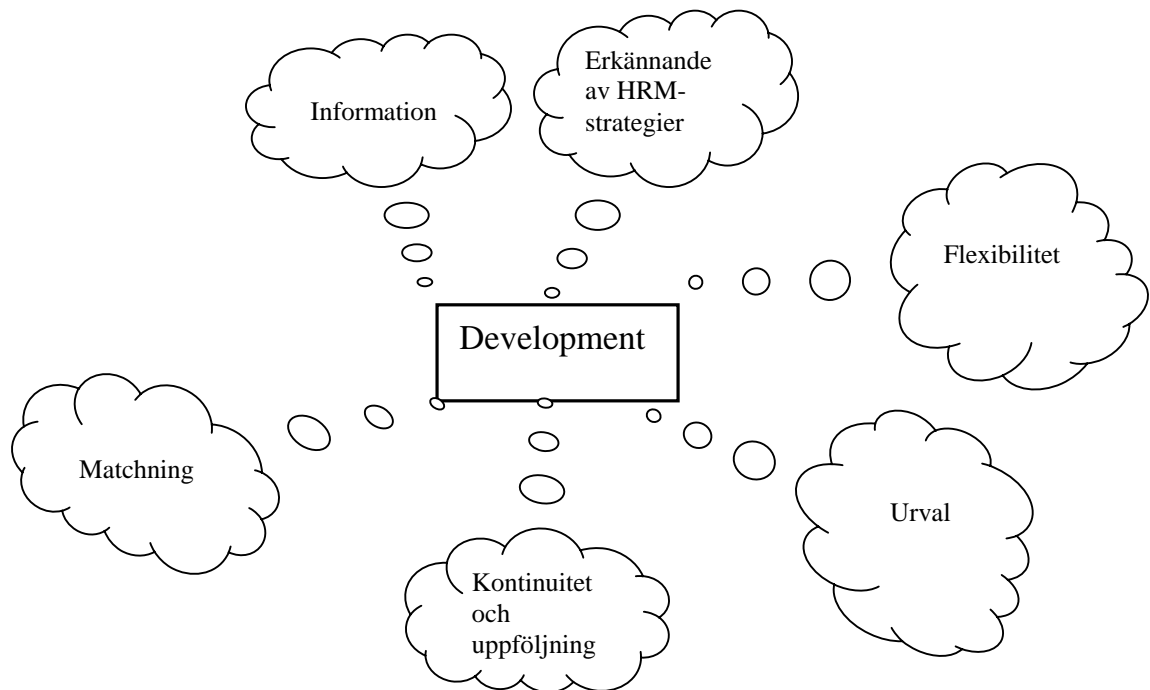 Information
Erkännande
av HRM-
strategier
Flexibilitet
Development
Matchning
Urval
Kontinuitet
och
uppföljning